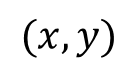 (𝑥, 𝑦)